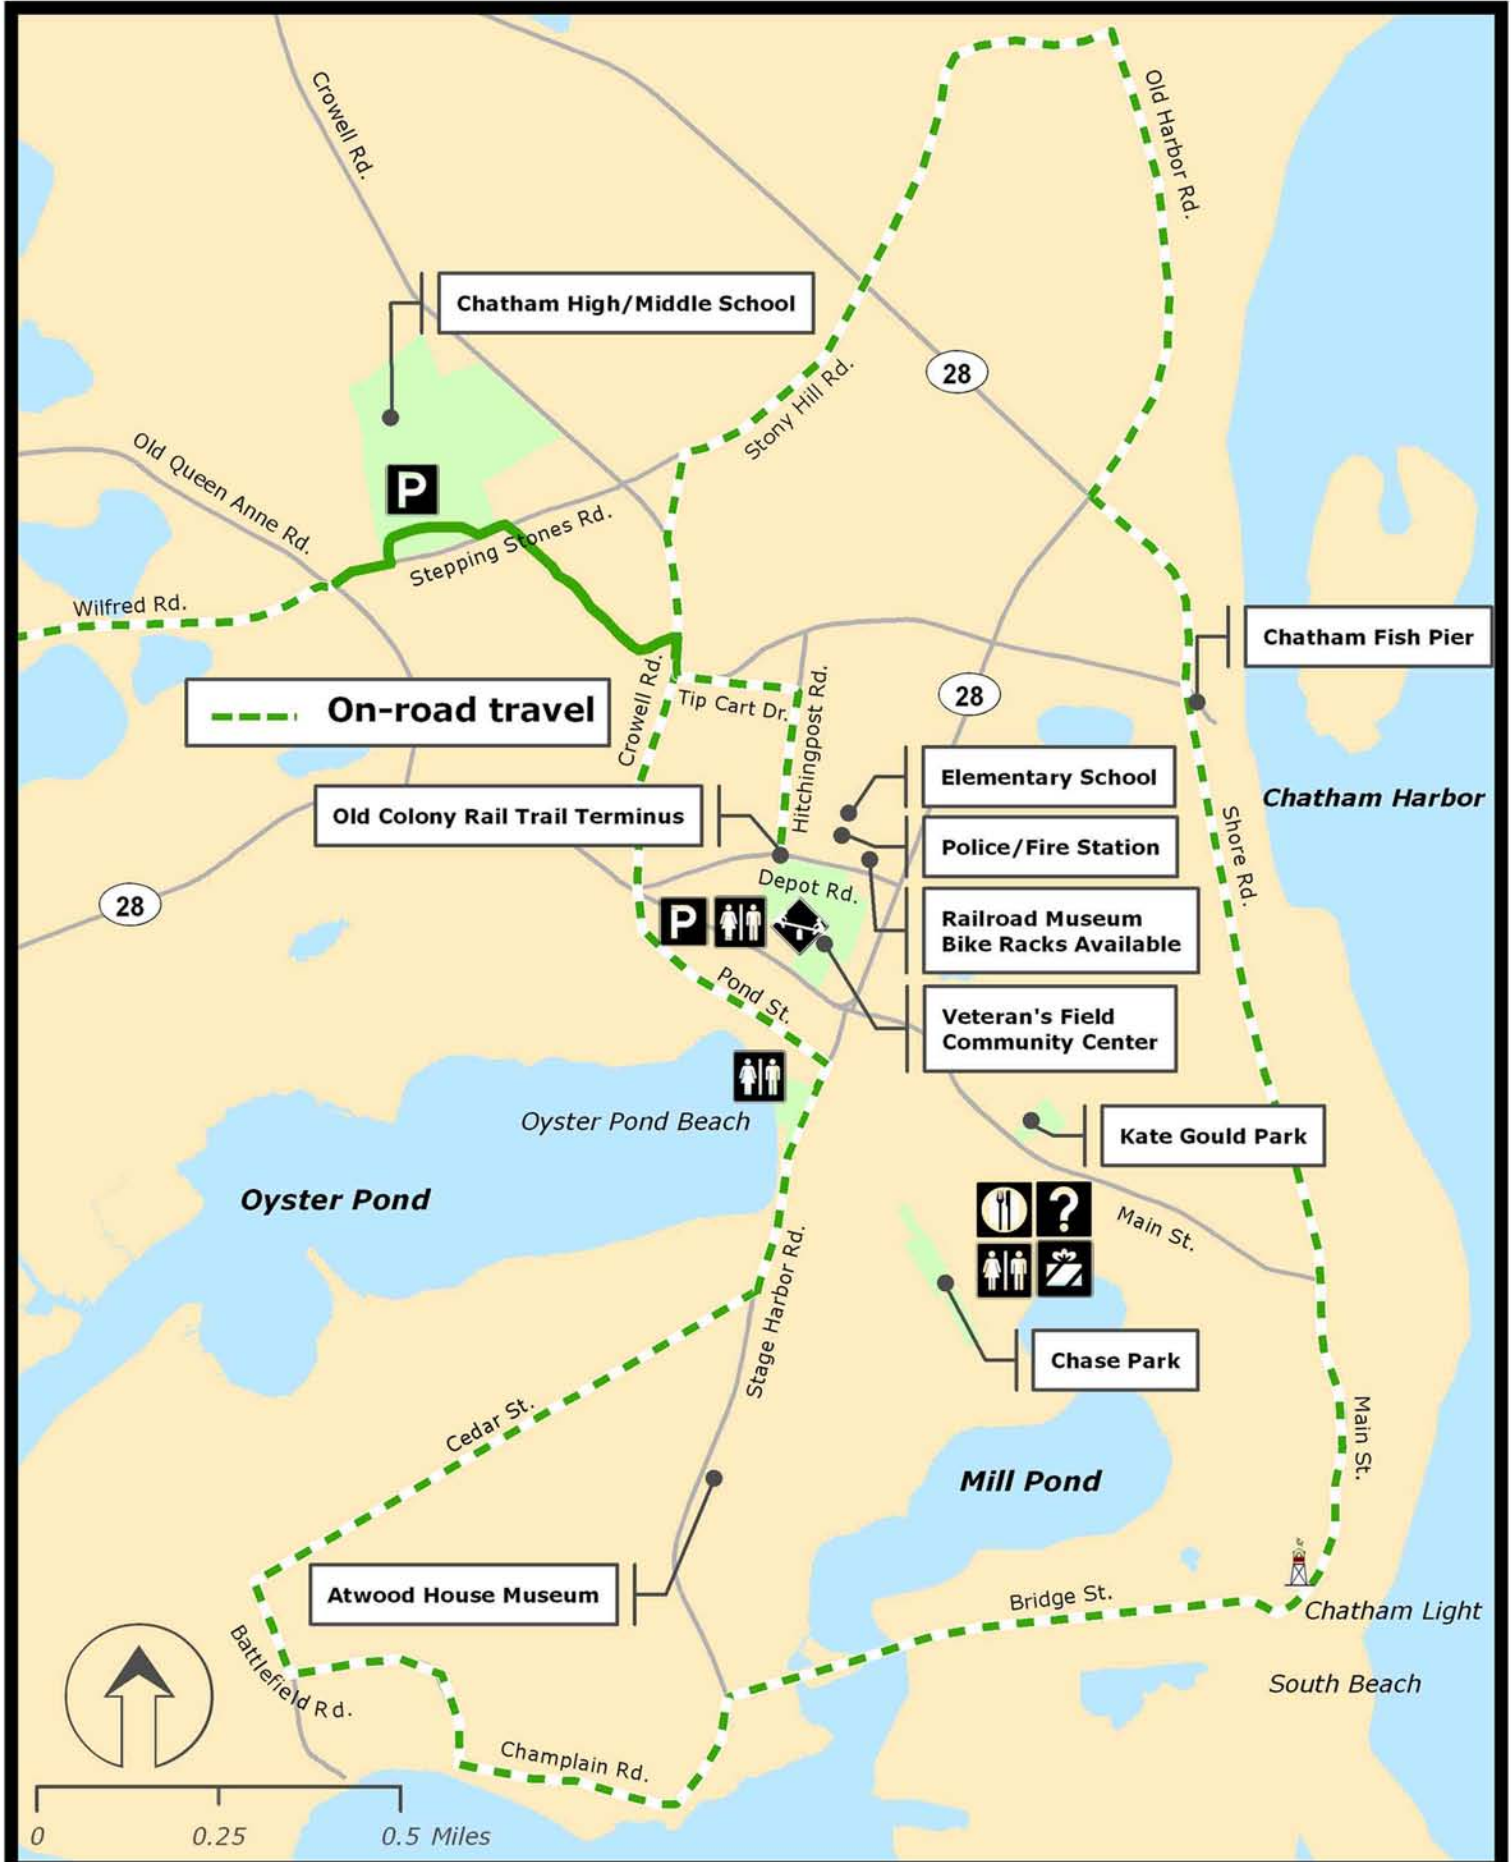 Crowell Rd.
Old Harbor Rd.
Chatham High/Middle School
28
Stony Hill Rd.
Old Queen Anne Rd.
P
Stepping Stones Rd.
Wilfred Rd.
Chatham Fish Pier
Crowell Rd.
Tip Cart Dr.
28
On-road travel
Hitchingpost Rd.
Elementary School
Chatham Harbor
Old Colony Rail Trail Terminus
Police/Fire Station
Shore Rd.
Depot Rd.
28
P
Railroad Museum
Bike Racks Available
Pond St.
Veteran's Field
Community Center
Oyster Pond Beach
Kate Gould Park
Oyster Pond
?
Main St.
Stage Harbor Rd.
Chase Park
Cedar St.
Main St.
Mill Pond
Atwood House Museum
Bridge St.
Chatham Light
Battlefield Rd.
South Beach
Champlain Rd.
0 0.25 0.5 Miles